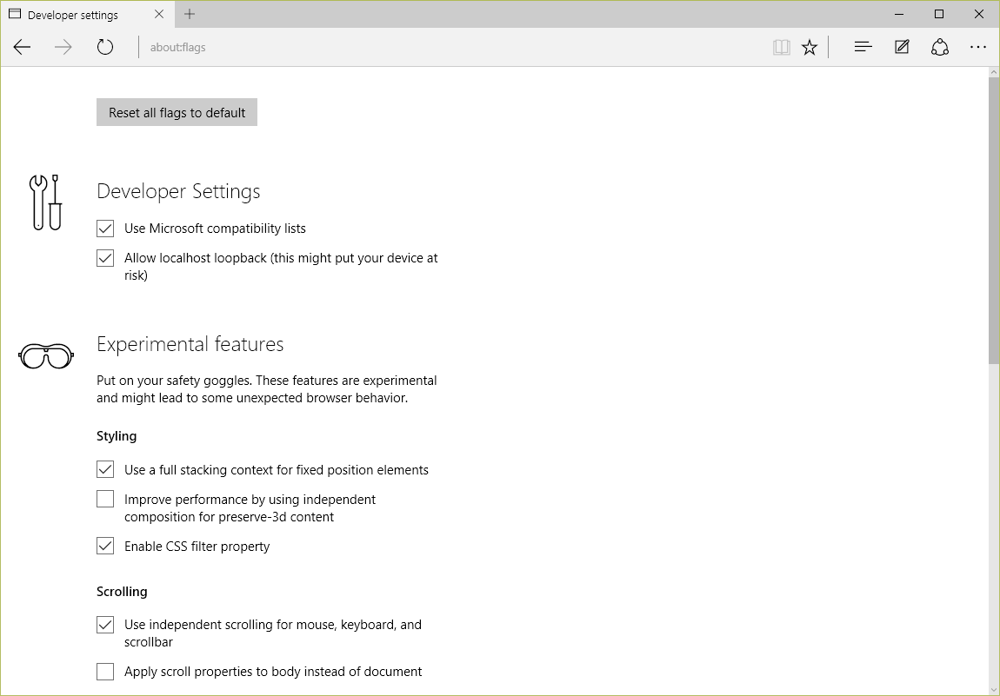 Developer settings
about:flags
Reset all flags to default
Developer Settings
Use Microsoft compatibility lists
Allow localhost loopback (this might put your device at
risk)
Experimental features
Put on your safety goggles. These features are experimental
and might lead to some unexpected browser behavior.
Styling
Use a full stacking context for fixed position elements
Improve performance by using independent
composition for preserve-3d content
Enable CSS filter property
Scrolling
Use independent scrolling for mouse, keyboard, and
scrollbar
Apply scroll properties to body instead of document